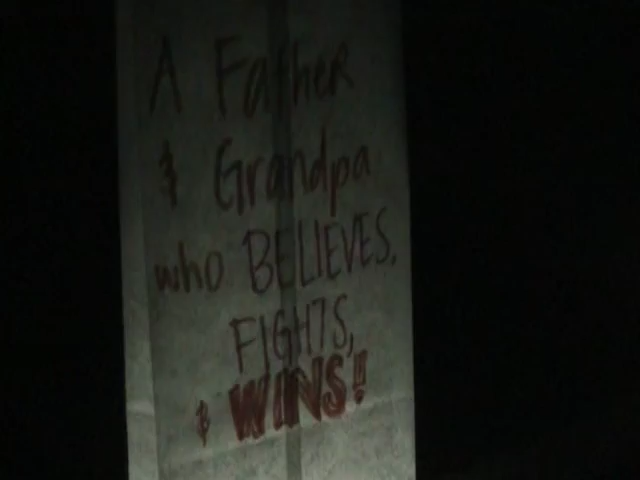 A Father
& Grandpa
who BELIEVES,
FIGHTS,
& WINS!!